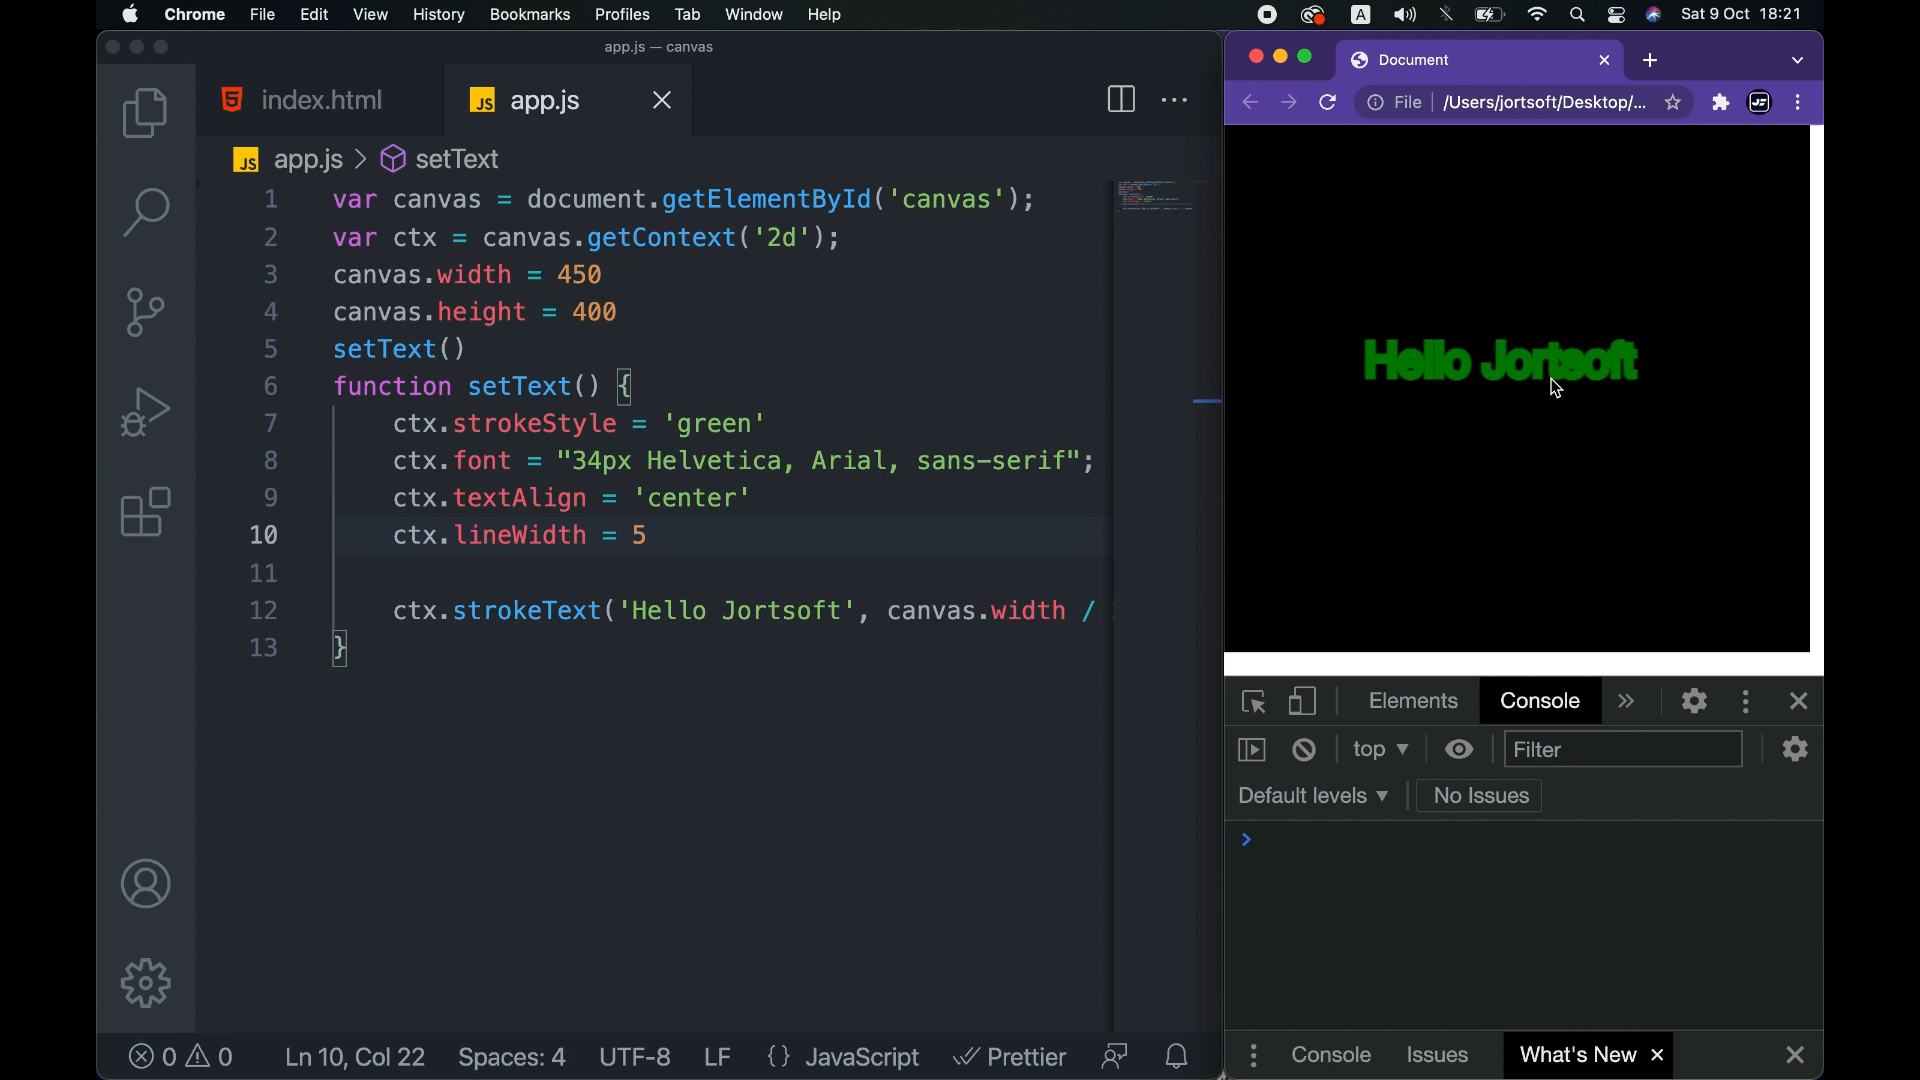 Chrome File Edit View History Bookmarks Profiles Tab Window Help
A Sat 9 Oct 18:21
app.js — canvas
index.html
JS app.js
JS app.js > setText
1 var canvas = document.getElementById('canvas');
2 var ctx = canvas.getContext('2d');
3 canvas.width = 450
4 canvas.height = 400
5 setText()
6 function setText() {
7 ctx.strokeStyle = 'green'
8 ctx.font = "34px Helvetica, Arial, sans-serif";
9 ctx.textAlign = 'center'
10 ctx.lineWidth = 5
11
12 ctx.strokeText('Hello Jortsoft', canvas.width /
13 }
0 0 Ln 10, Col 22 Spaces: 4 UTF-8 LF {} JavaScript Prettier
Document
File /Users/jortsoft/Desktop/...
Hello Jortsoft
Elements Console
top Filter
Default levels No Issues
Console Issues What's New